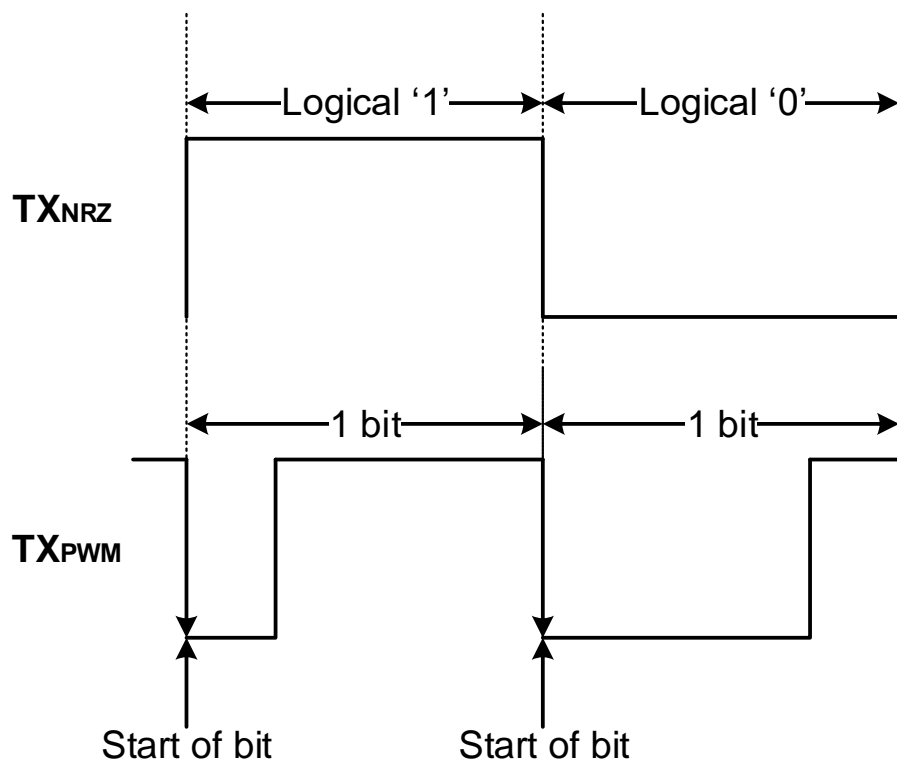 Logical ‘1’ Logical ‘0’
TXNRZ
1 bit 1 bit
TXPWM
Start of bit Start of bit